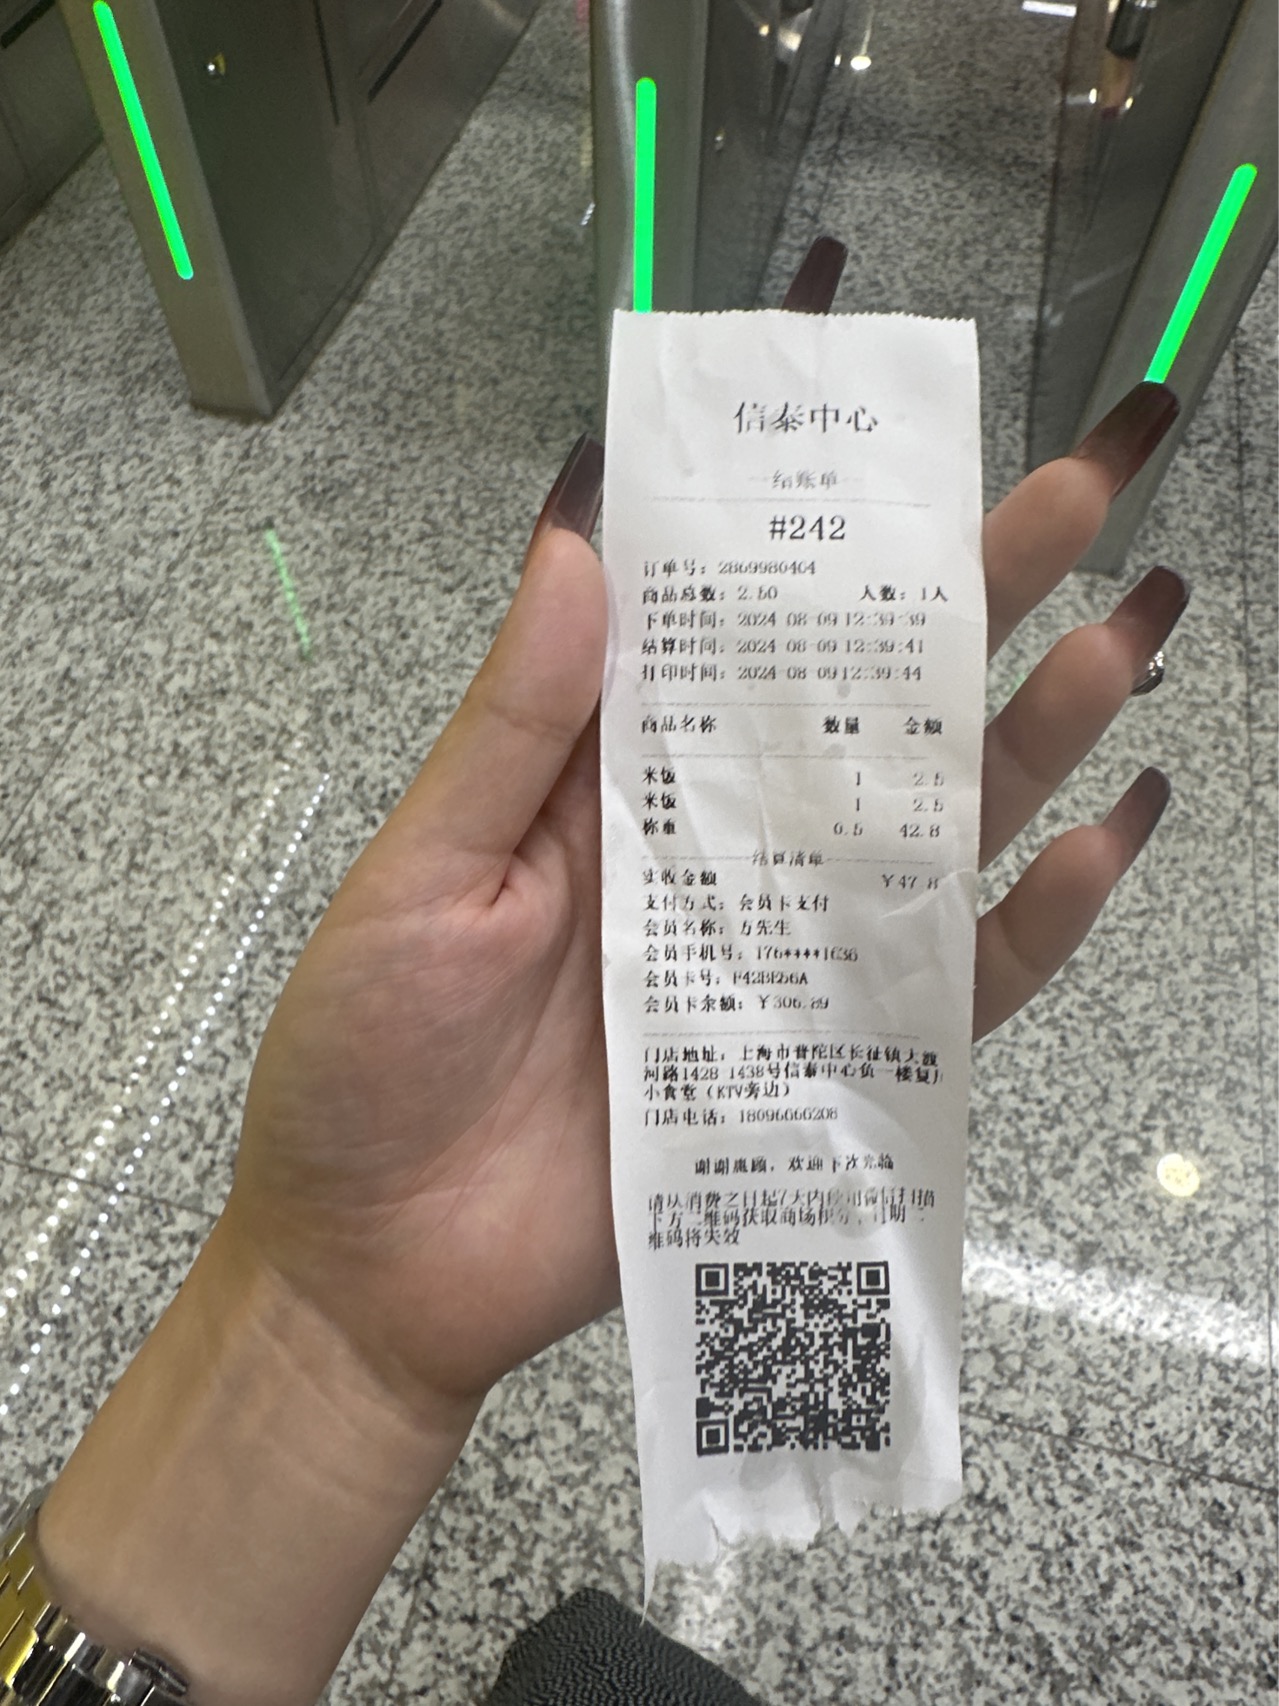 信泰中心
结账单
#242
订单号：2869980404
商品总数：2.50 人数：1人
下单时间：2024-08-09 12:39:39
结算时间：2024-08-09 12:39:41
打印时间：2024-08-09 12:39:44
商品名称 数量 金额
米饭 1 2.5
米饭 1 2.5
称重 0.5 42.8
结算清单
实收金额 ￥47.8
支付方式：会员卡支付
会员名称：方先生
会员手机号：176****1636
会员卡号：
会员卡余额：￥306.89
门店地址：上海市普陀区长征镇大渡
河路1428-1438号信泰中心负一楼
小食堂（KTV旁边）
门店电话：18096666208
谢谢惠顾，欢迎下次光临
请从消费之日起7天内使用微信扫描
下方二维码获取商场积分，过期二
维码将失效